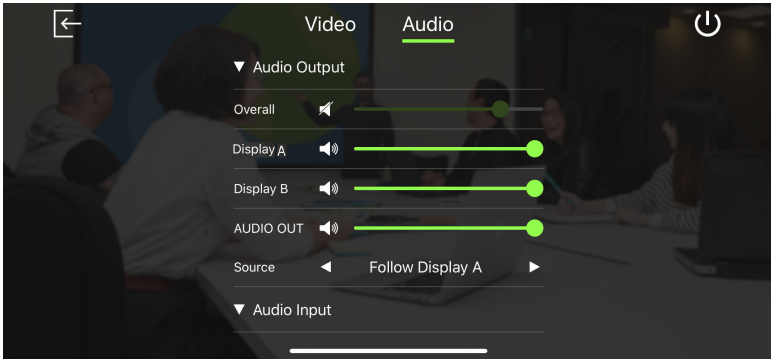 Video Audio
▼ Audio Output
Overall
Display A
Display B
AUDIO OUT
Source ◀ Follow Display A ▶
▼ Audio Input